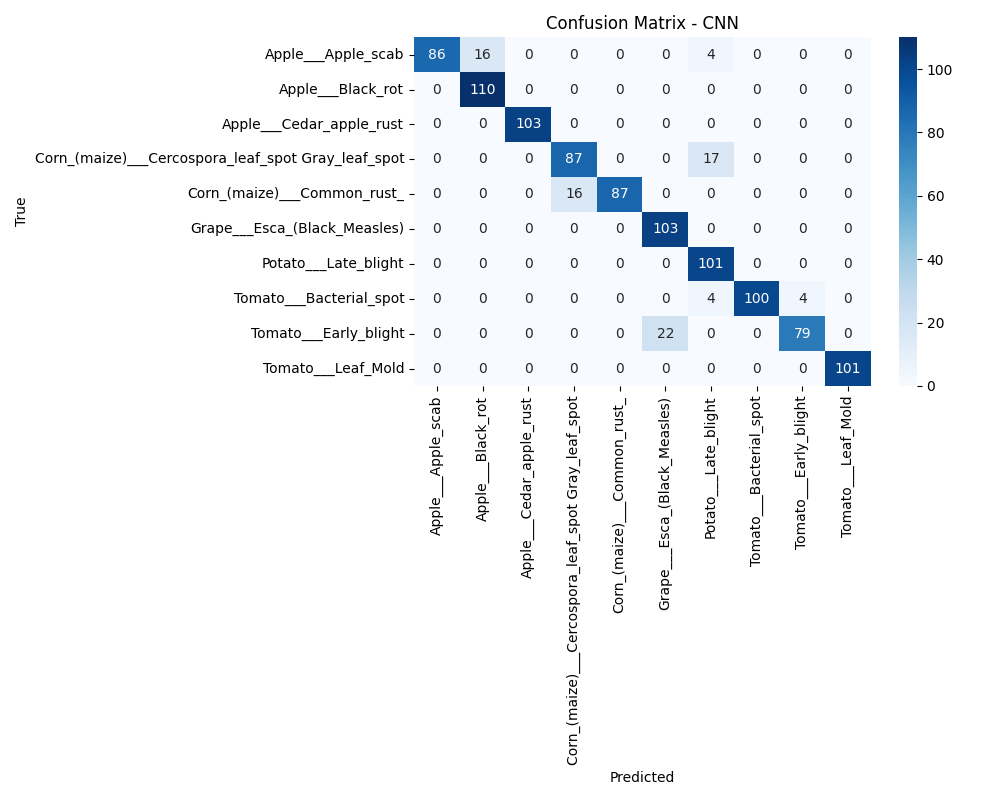 Confusion Matrix - CNN
True
Apple___Apple_scab 86 16 0 0 0 0 4 0 0 0
Apple___Black_rot 0 110 0 0 0 0 0 0 0 0
Apple___Cedar_apple_rust 0 0 103 0 0 0 0 0 0 0
Corn_(maize)___Cercospora_leaf_spot Gray_leaf_spot 0 0 0 87 0 0 17 0 0 0
Corn_(maize)___Common_rust_ 0 0 0 16 87 0 0 0 0 0
Grape___Esca_(Black_Measles) 0 0 0 0 0 103 0 0 0 0
Potato___Late_blight 0 0 0 0 0 0 101 0 0 0
Tomato___Bacterial_spot 0 0 0 0 0 0 4 100 4 0
Tomato___Early_blight 0 0 0 0 0 22 0 0 79 0
Tomato___Leaf_Mold 0 0 0 0 0 0 0 0 0 101
Apple___Apple_scab
Apple___Black_rot
Apple___Cedar_apple_rust
Corn_(maize)___Cercospora_leaf_spot Gray_leaf_spot
Corn_(maize)___Common_rust_
Grape___Esca_(Black_Measles)
Potato___Late_blight
Tomato___Bacterial_spot
Tomato___Early_blight
Tomato___Leaf_Mold
Predicted
100
80
60
40
20
0